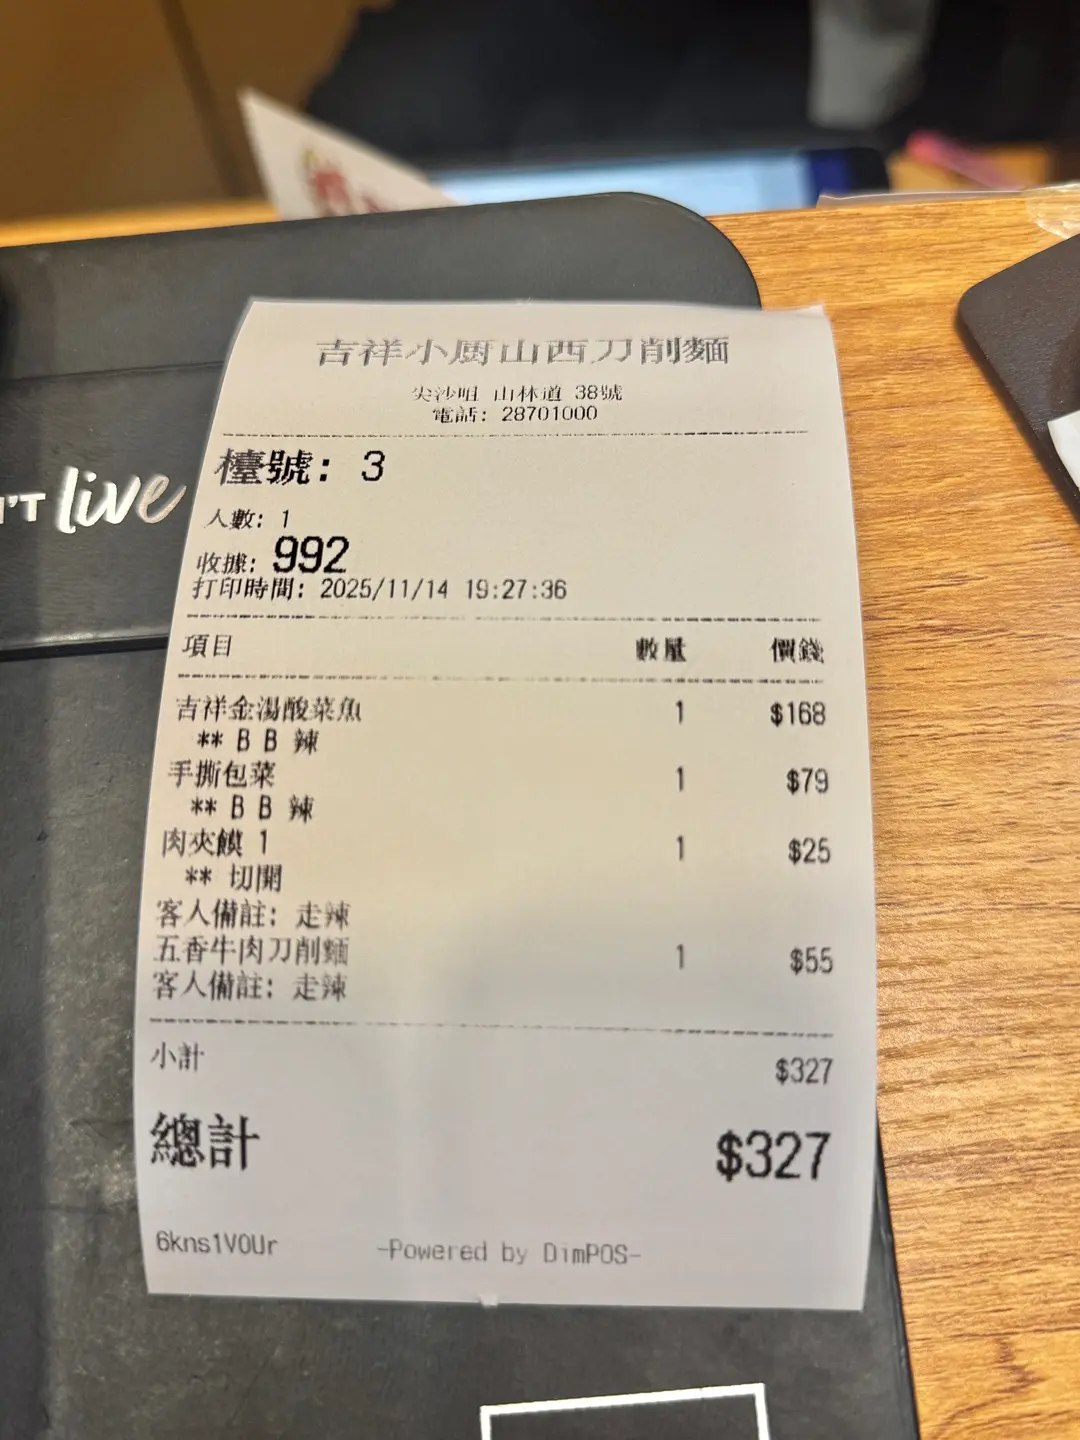 N'T live
吉祥小厨山西刀削麵
尖沙咀 山林道 38號
電話: 28701000
檯號: 3
人數: 1
收據: 992
打印時間: 2025/11/14 19:27:36
項目 數量 價錢
吉祥金湯酸菜魚 1 $168
** B B 辣
手撕包菜 1 $79
** B B 辣
肉夾饃 1 1 $25
** 切開
客人備註: 走辣
五香牛肉刀削麵 1 $55
客人備註: 走辣
小計 $327
總計 $327
6kns1V0Ur -Powered by DimPOS-